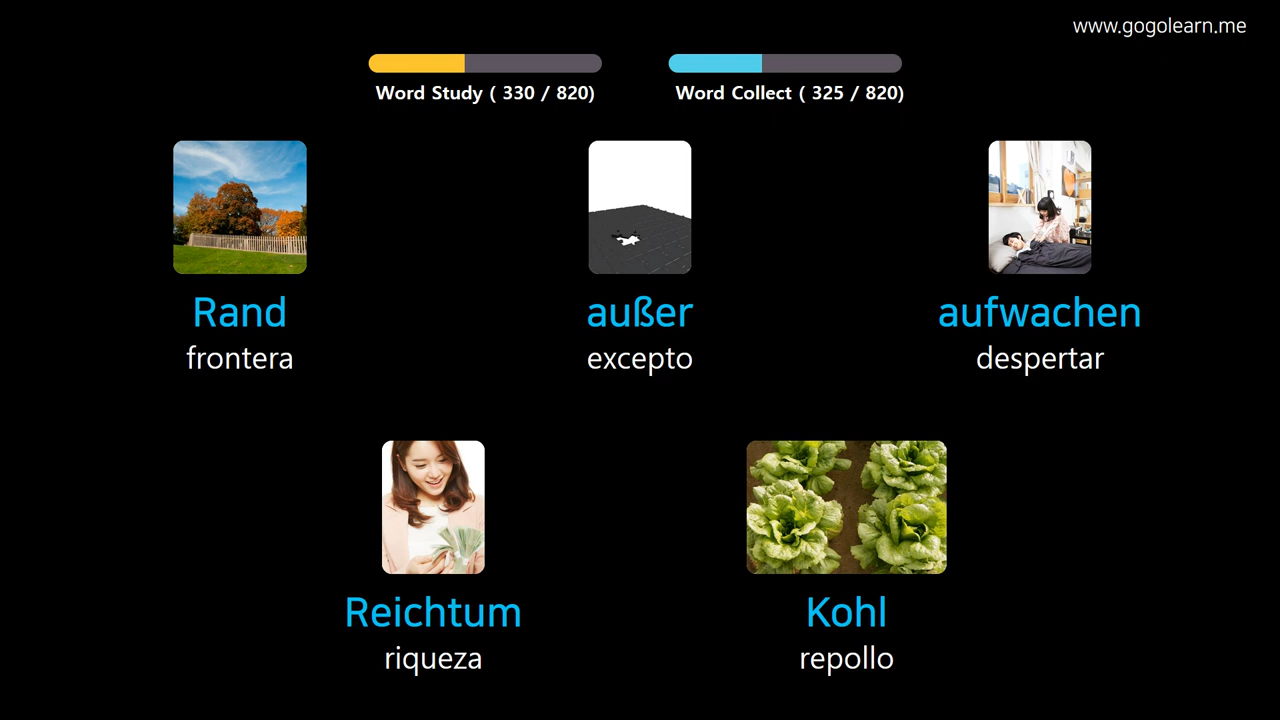 www.gogolearn.me
Word Study ( 330 / 820)
Word Collect ( 325 / 820)
Rand
frontera
außer
excepto
aufwachen
despertar
Reichtum
riqueza
Kohl
repollo